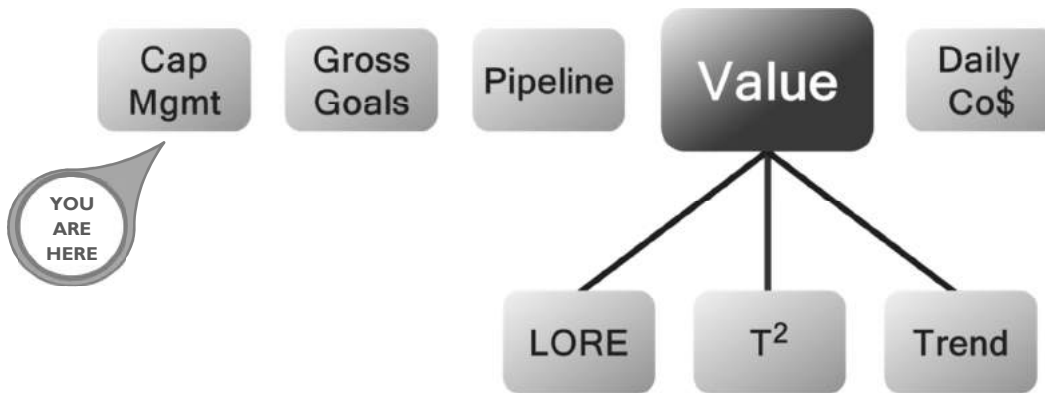 Cap
Mgmt
Gross
Goals
Pipeline
Value
Daily
Co$
YOU
ARE
HERE
LORE
T²
Trend